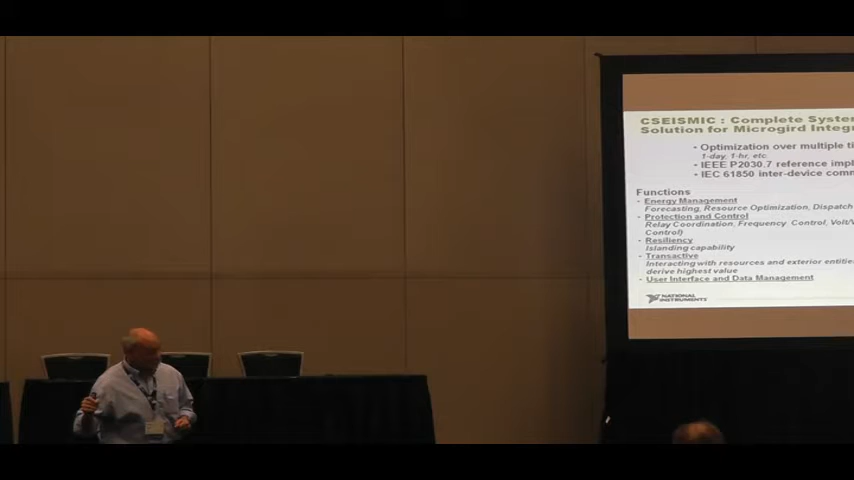 CSEISMIC : Complete Syste
Solution for Microgird Integr
• Optimization over multiple ti
1-day, 1-hr, etc
• IEEE P2030.7 reference impl
• IEC 61850 inter-device comm
Functions
- Energy Management
Forecasting, Resource Optimization, Dispatch
- Protection and Control
Relay Coordination, Frequency Control, Volt/V
Control)
- Resiliency
Islanding capability
- Transactive
Interacting with resources and exterior entitie
derive highest value
- User Interface and Data Management
NATIONAL
INSTRUMENTS